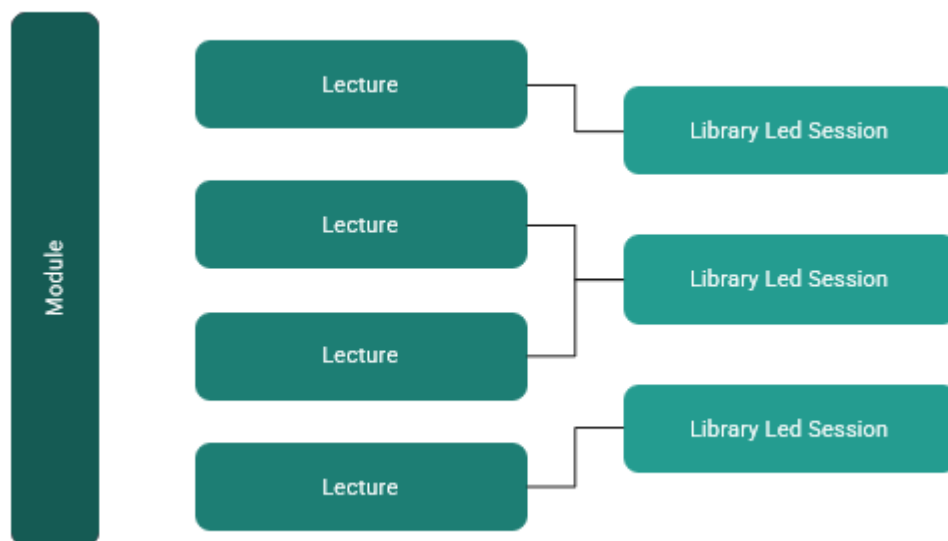 Module
Lecture
Library Led Session
Lecture
Library Led Session
Lecture
Library Led Session
Lecture